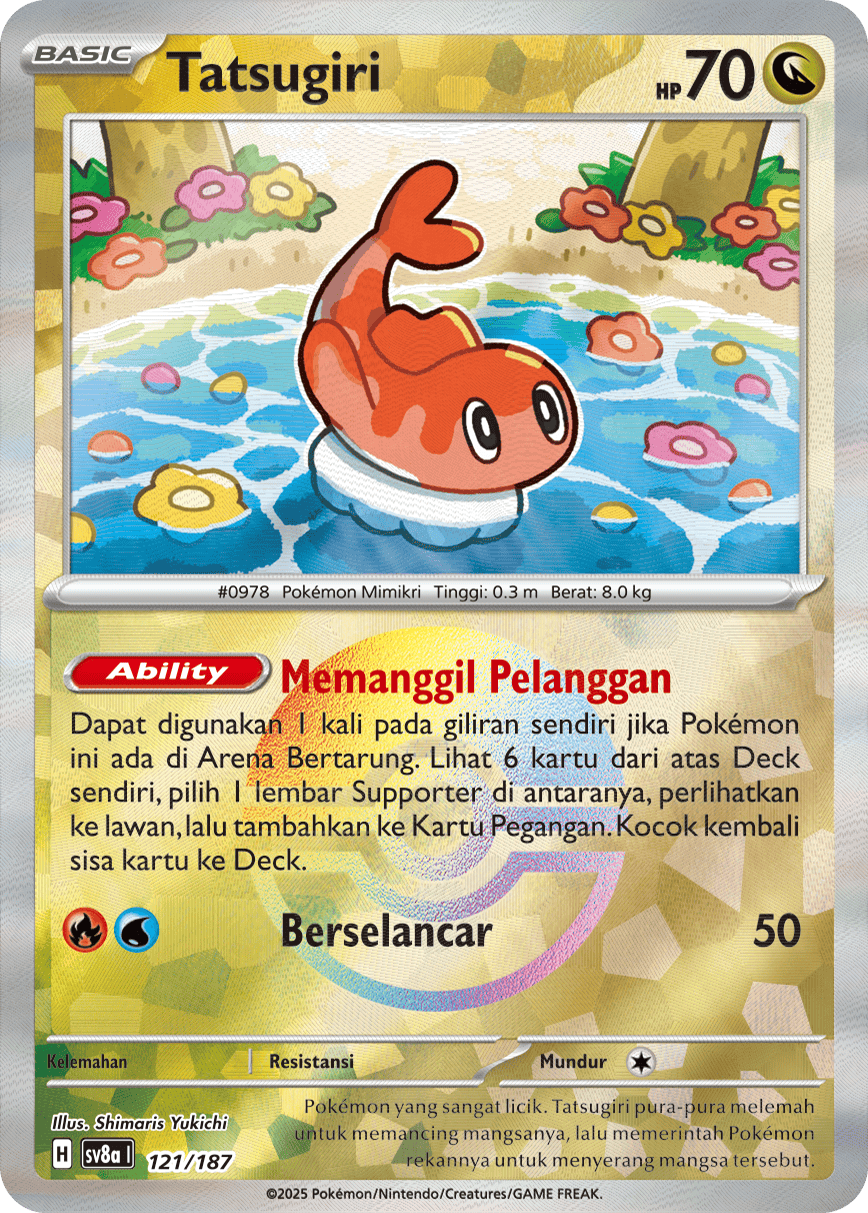 BASIC Tatsugiri HP 70
#0978 Pokémon Mimikri Tinggi: 0.3 m Berat: 8.0 kg
Ability Memanggil Pelanggan
Dapat digunakan 1 kali pada giliran sendiri jika Pokémon
ini ada di Arena Bertarung. Lihat 6 kartu dari atas Deck
sendiri, pilih 1 lembar Supporter di antaranya, perlihatkan
ke lawan, lalu tambahkan ke Kartu Pegangan. Kocok kembali
sisa kartu ke Deck.
Berselancar 50
Kelemahan Resistansi Mundur
Illus. Shimaris Yukichi
H sv8a I 121/187
Pokémon yang sangat licik. Tatsugiri pura-pura melemah
untuk memancing mangsanya, lalu memerintah Pokémon
rekannya untuk menyerang mangsa tersebut.
©2025 Pokémon/Nintendo/Creatures/GAME FREAK.